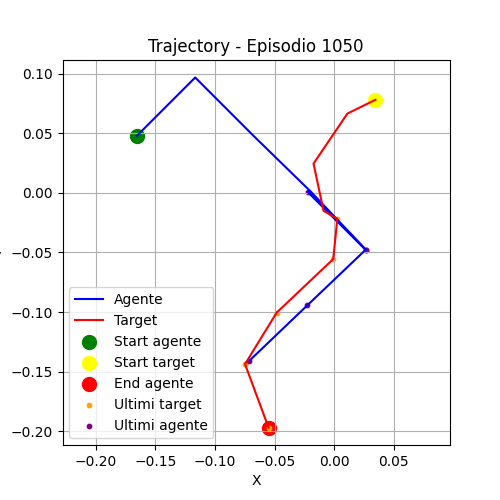 Trajectory - Episodio 1050
0.10
0.05
0.00
−0.05
−0.10
−0.15
−0.20
Agente
Target
Start agente
Start target
End agente
Ultimi target
Ultimi agente
−0.20 −0.15 −0.10 −0.05 0.00 0.05
X